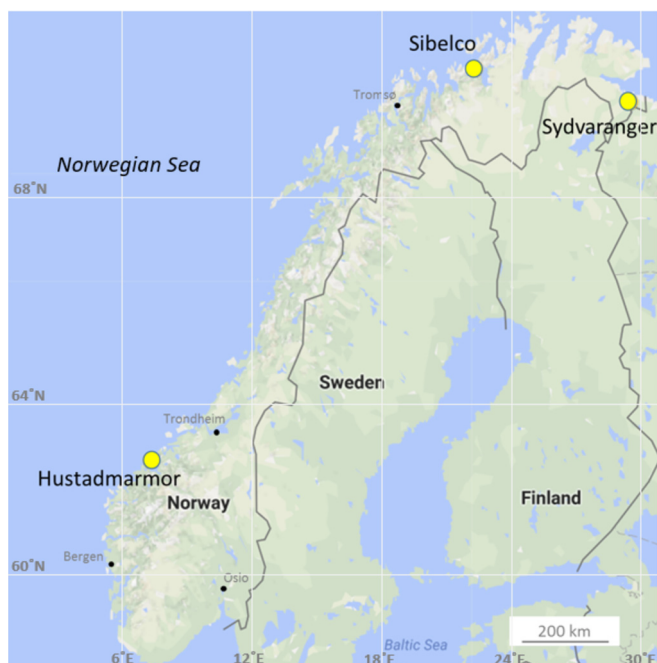 Sibelco
Tromsø
Sydvaranger
Norwegian Sea
68°N
Sweden
64°N
Trondheim
Hustadmarmor
Norway
Finland
Bergen
60°N
Oslo
200 km
Baltic Sea
6°E
12°E
18°E
24°E
30°E